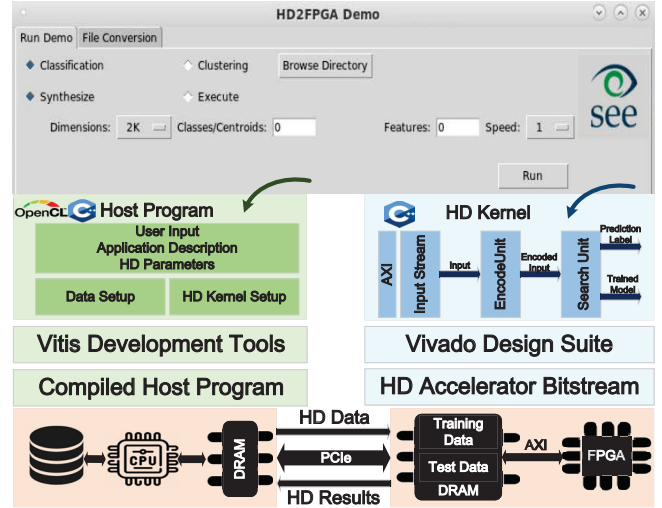 HD2FPGA Demo
Run Demo File Conversion
Classification Clustering Browse Directory
Synthesize Execute
see
Dimensions: 2K Classes/Centroids: 0 Features: 0 Speed: 1
Run
OpenCL C++ Host Program
User Input
Application Description
HD Parameters
Data Setup HD Kernel Setup
C++ HD Kernel
AXI
Input Stream
Input
EncodeUnit
Encoded
Input
Search Unit
Prediction
Label
Trained
Model
Vitis Development Tools
Vivado Design Suite
Compiled Host Program
HD Accelerator Bitstream
CPU
DRAM
HD Data
PCIe
HD Results
Training
Data
Test Data
DRAM
AXI
FPGA